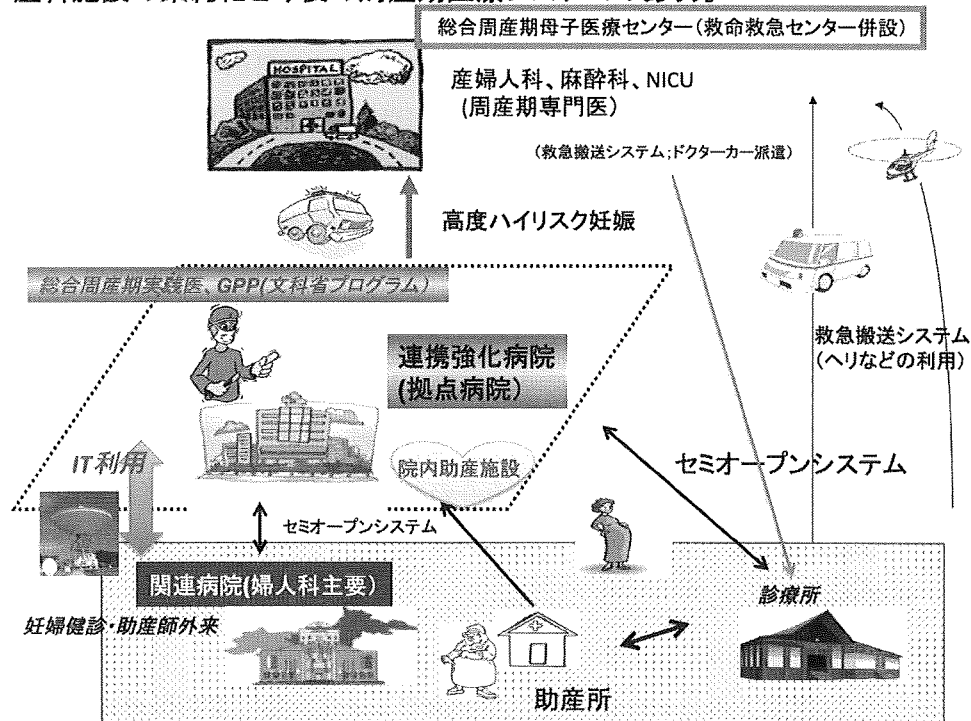 総合周産期母子医療センター(救命救急センター併設)
HOSPITAL
産婦人科、麻酔科、NICU
(周産期専門医)
(救急搬送システム;ドクターカー派遣)
高度ハイリスク妊娠
総合周産期実践医、GPP(文科省プログラム)
連携強化病院
(拠点病院)
救急搬送システム
(ヘリなどの利用)
IT利用
院内助産施設
セミオープンシステム
セミオープンシステム
関連病院(婦人科主要)
診療所
妊婦健診・助産師外来
助産所